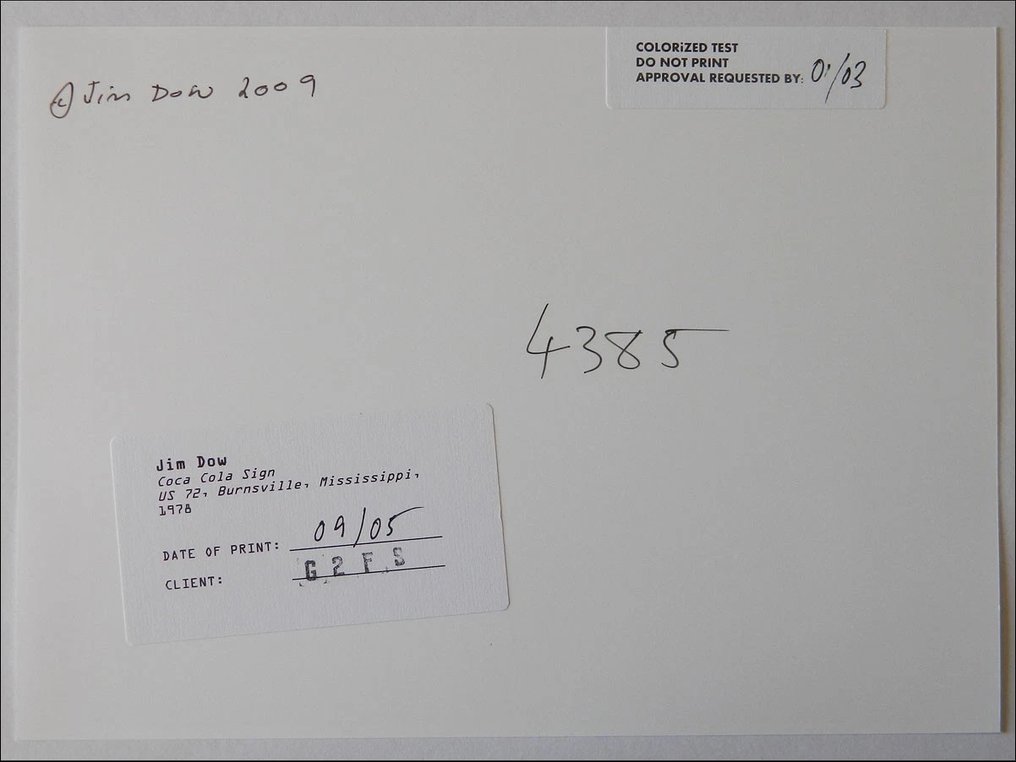 © Jim Dow 2009
COLORiZED TEST
DO NOT PRINT
APPROVAL REQUESTED BY: 01/03
4385
Jim Dow
Coca Cola Sign
US 72, Burnsville, Mississippi,
1978
DATE OF PRINT: 09/05
CLIENT: G2FS